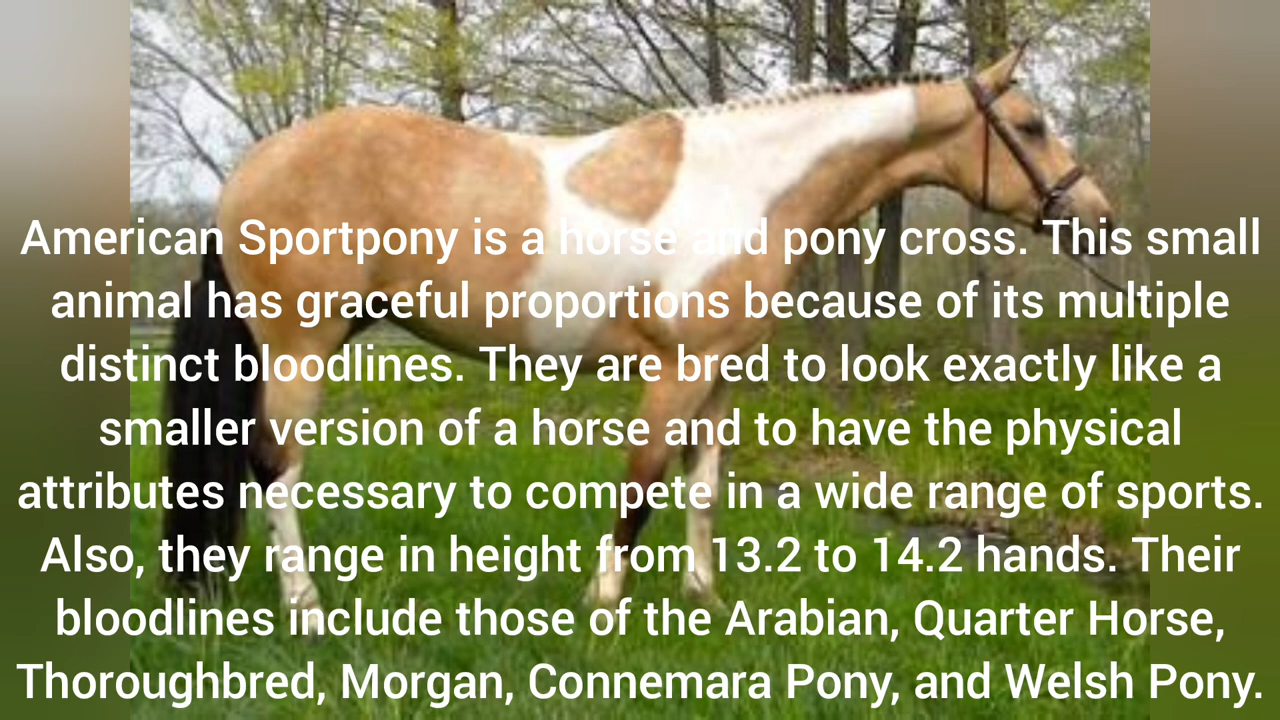 American Sportpony is a horse and pony cross. This small
animal has graceful proportions because of its multiple
distinct bloodlines. They are bred to look exactly like a
smaller version of a horse and to have the physical
attributes necessary to compete in a wide range of sports.
Also, they range in height from 13.2 to 14.2 hands. Their
bloodlines include those of the Arabian, Quarter Horse,
Thoroughbred, Morgan, Connemara Pony, and Welsh Pony.